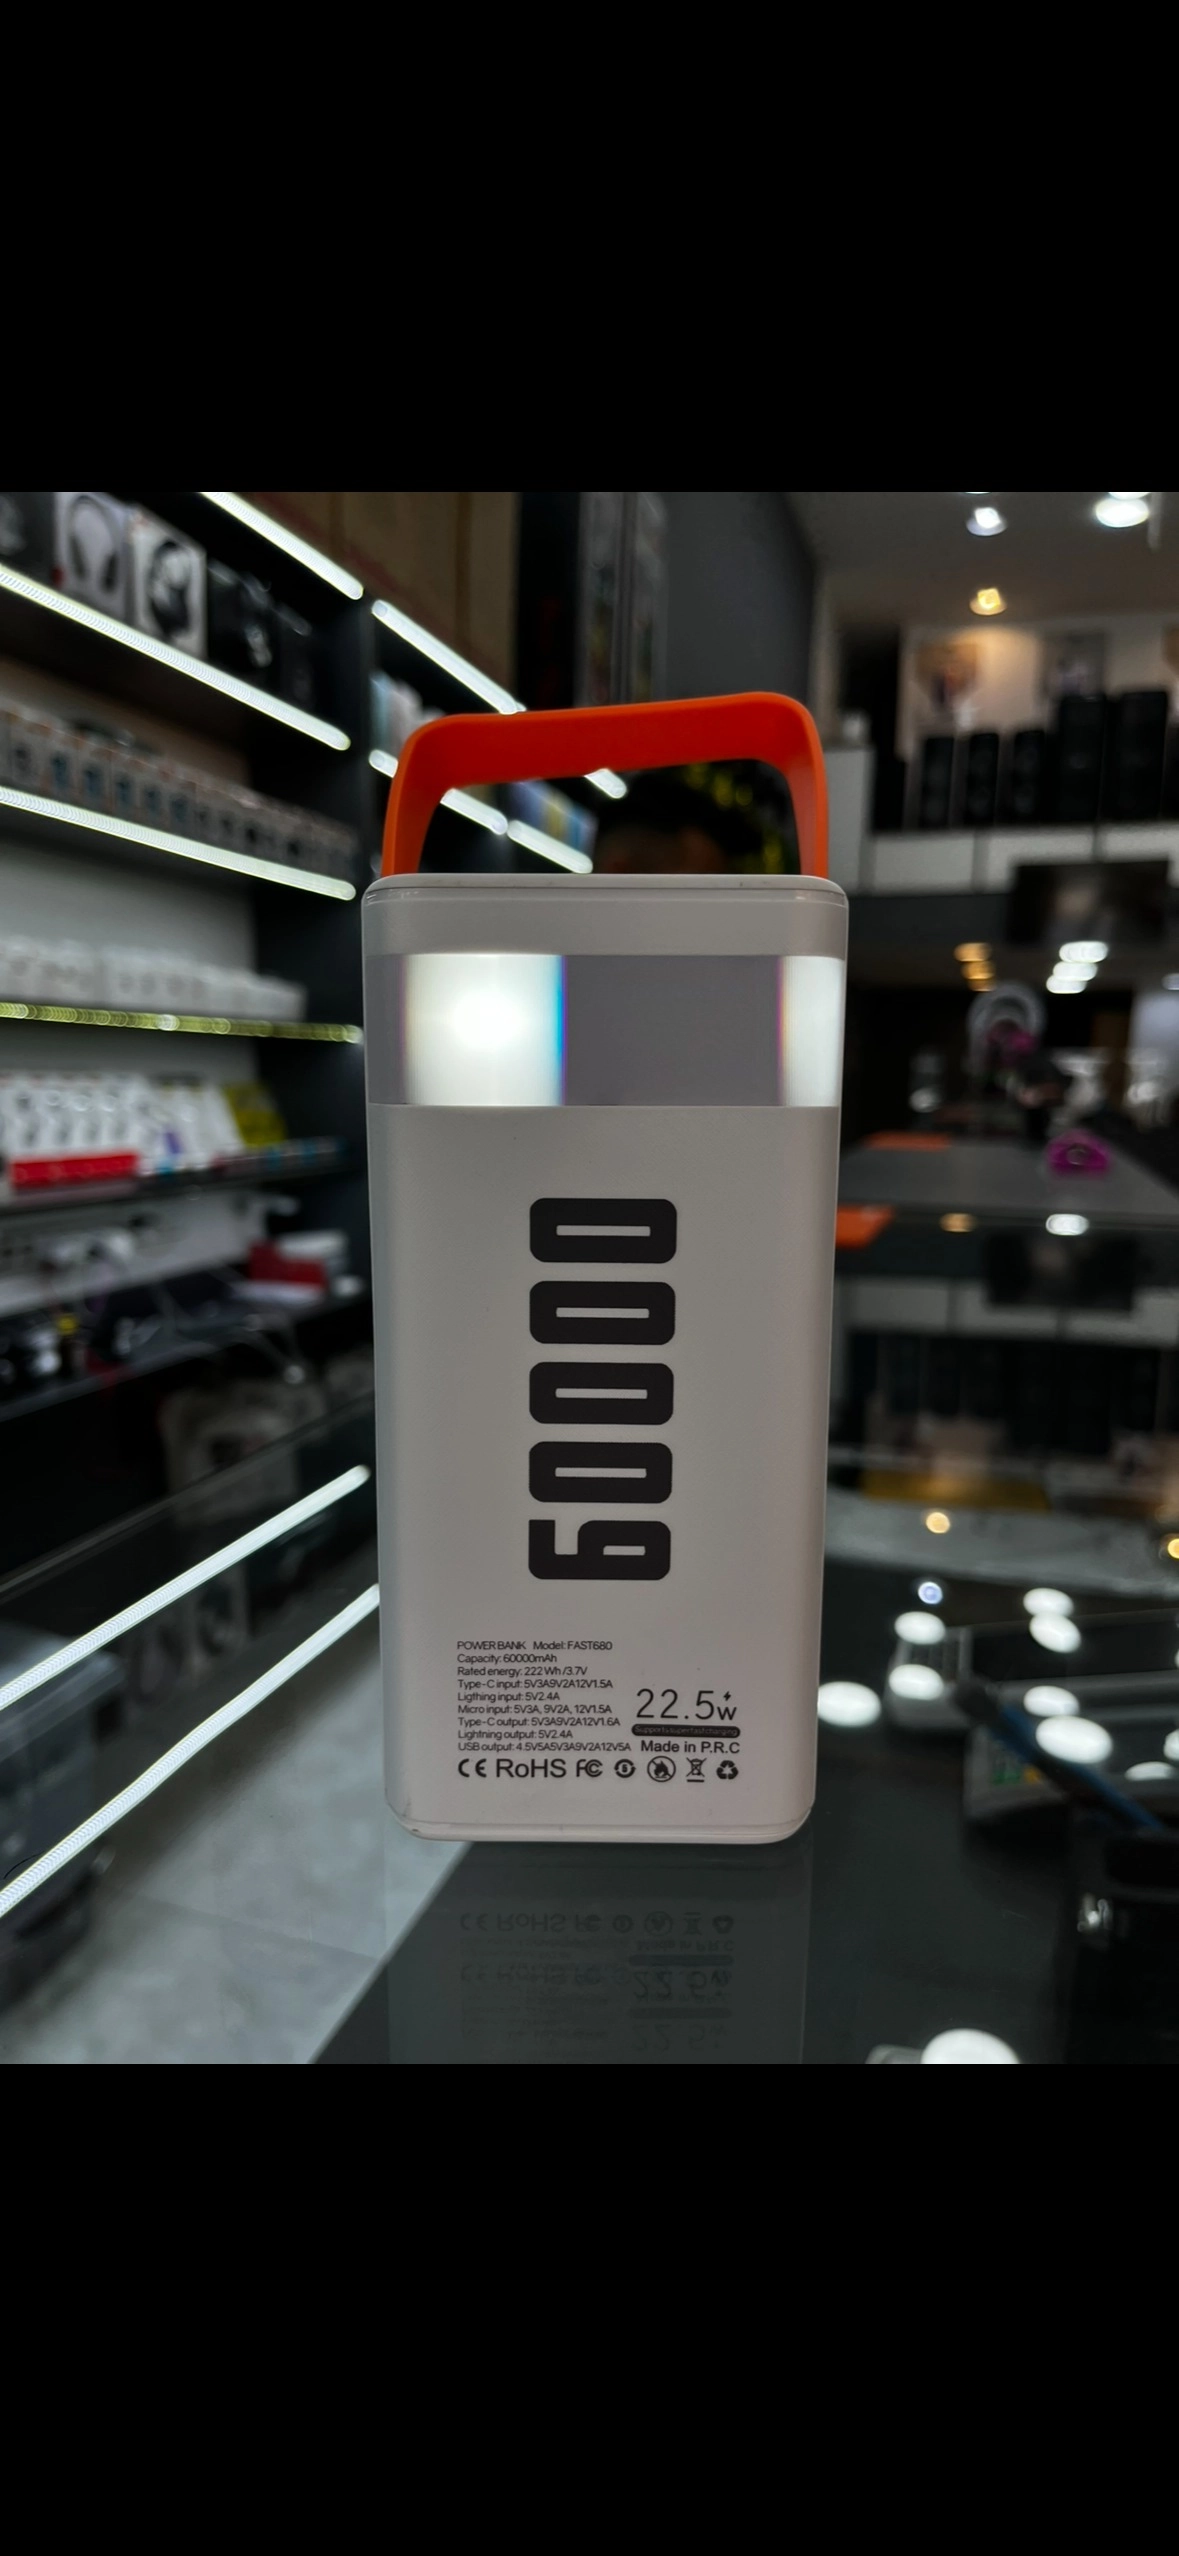 60000
POWER BANK Model: FAST680
Capacity: 60000mAh
Rated energy: 222 Wh /3.7V
Type-C input: 5V3A9V2A12V1.5A
Ligthing input: 5V2.4A
Micro input: 5V3A, 9V2A, 12V1.5A
Type-C output: 5V3A9V2A12V1.6A
Lightning output: 5V2.4A
USB output: 4.5V5A5V3A9V2A12V5A
22.5W
Supportysuperfastcharging
Made in P.R.C
CE RoHS FC